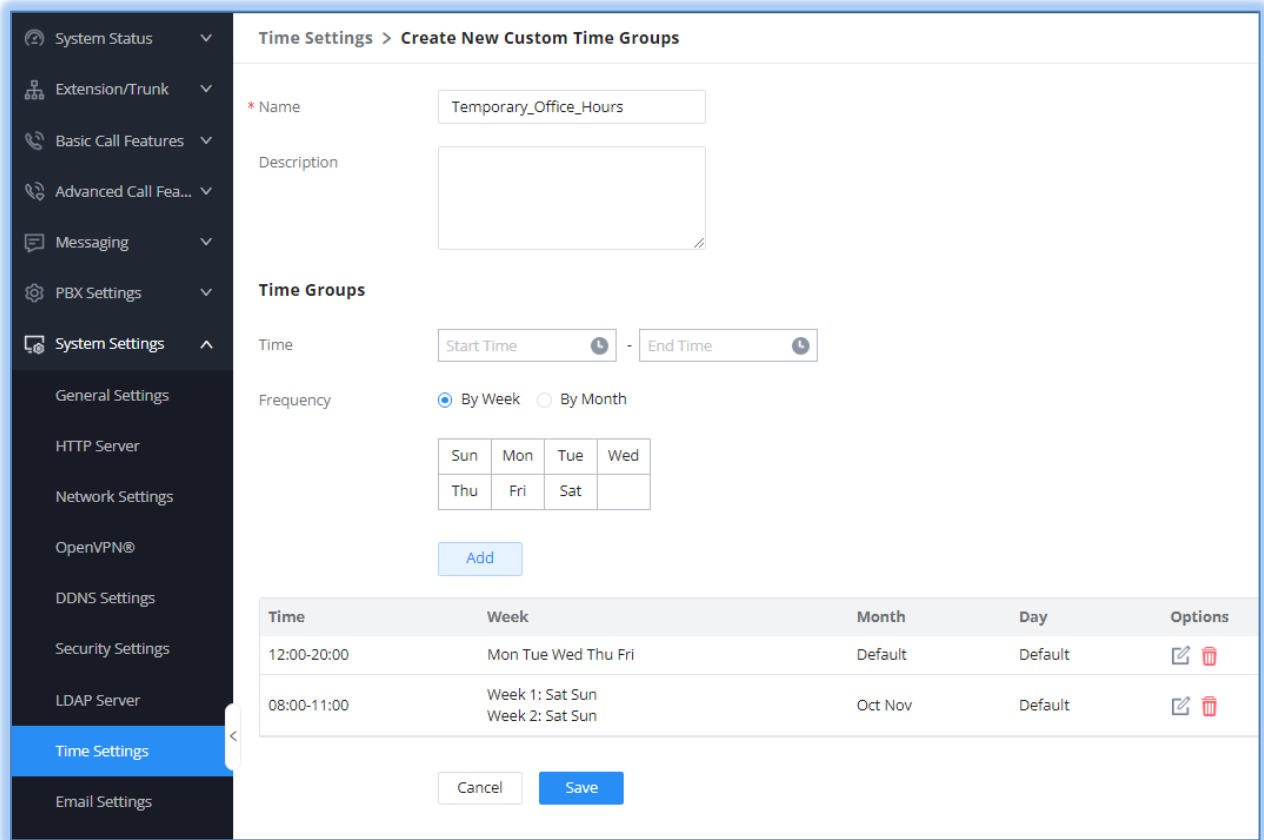 System Status
Extension/Trunk
Basic Call Features
Advanced Call Fea...
Messaging
PBX Settings
System Settings
General Settings
HTTP Server
Network Settings
OpenVPN®
DDNS Settings
Security Settings
LDAP Server
Time Settings
Email Settings
Time Settings > Create New Custom Time Groups
* Name Temporary_Office_Hours
Description
Time Groups
Time Start Time - End Time
Frequency By Week By Month
Sun Mon Tue Wed
Thu Fri Sat
Add
Time Week Month Day Options
12:00-20:00 Mon Tue Wed Thu Fri Default Default
08:00-11:00 Week 1: Sat Sun Oct Nov Default
Week 2: Sat Sun
Cancel Save